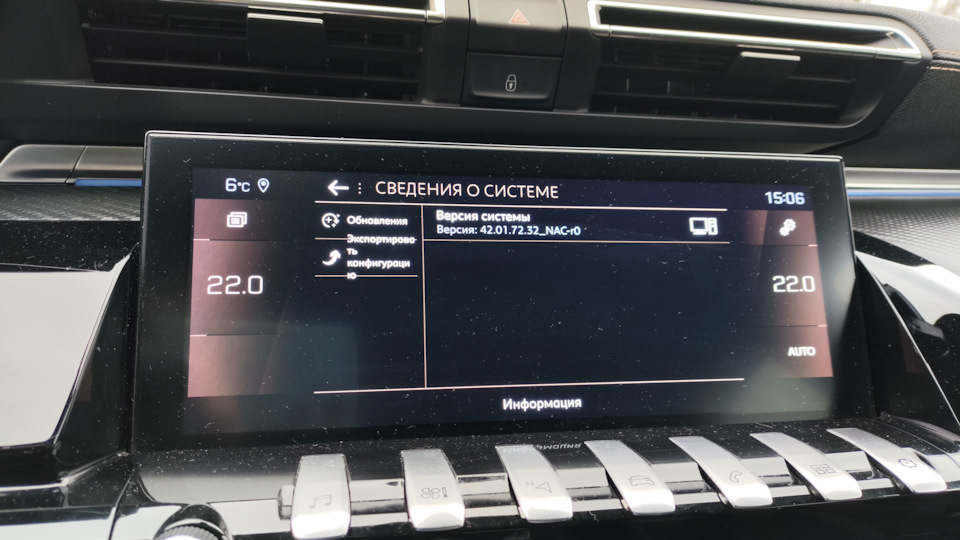 6°C
СВЕДЕНИЯ О СИСТЕМЕ
15:06
Обновления
Экспортирова
ть
конфигураци
ю
Версия системы
Версия: 42.01.72.32_NAC-r0
22.0
22.0
AUTO
Информация